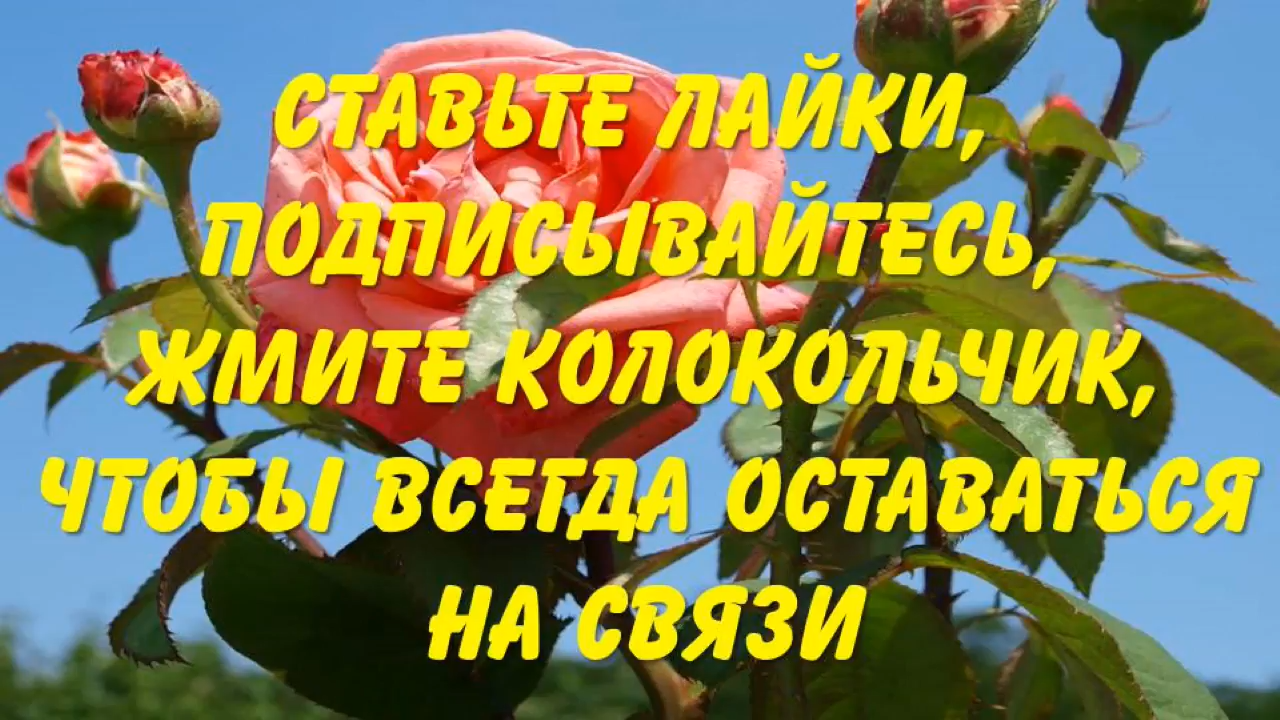 СТАВЬТЕ ЛАЙКИ,
ПОДПИСЫВАЙТЕСЬ,
ЖМИТЕ КОЛОКОЛЬЧИК,
ЧТОБЫ ВСЕГДА ОСТАВАТЬСЯ
НА СВЯЗИ